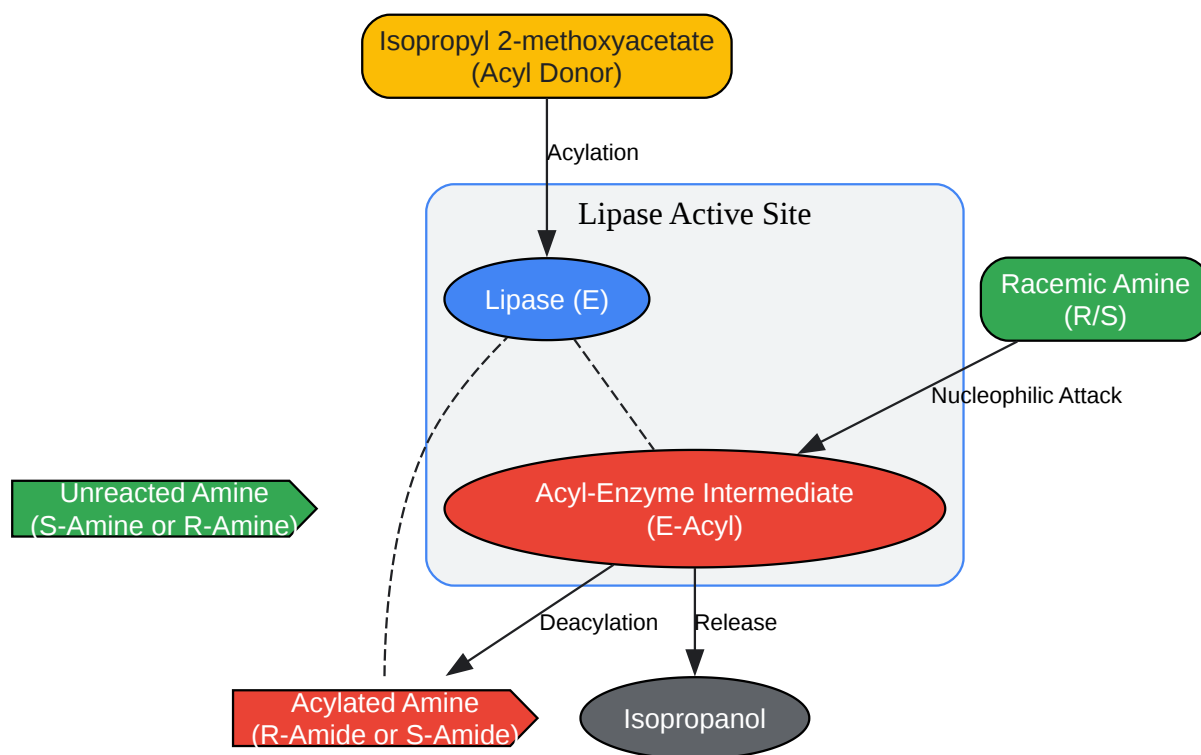 Isopropyl 2-methoxyacetate
(Acyl Donor)
Acylation
Lipase Active Site
Lipase (E)
Racemic Amine
(R/S)
Nucleophilic Attack
Unreacted Amine
(S-Amine or R-Amine)
Acyl-Enzyme Intermediate
(E-Acyl)
Deacylation
Release
Acylated Amine
(R-Amide or S-Amide)
Isopropanol